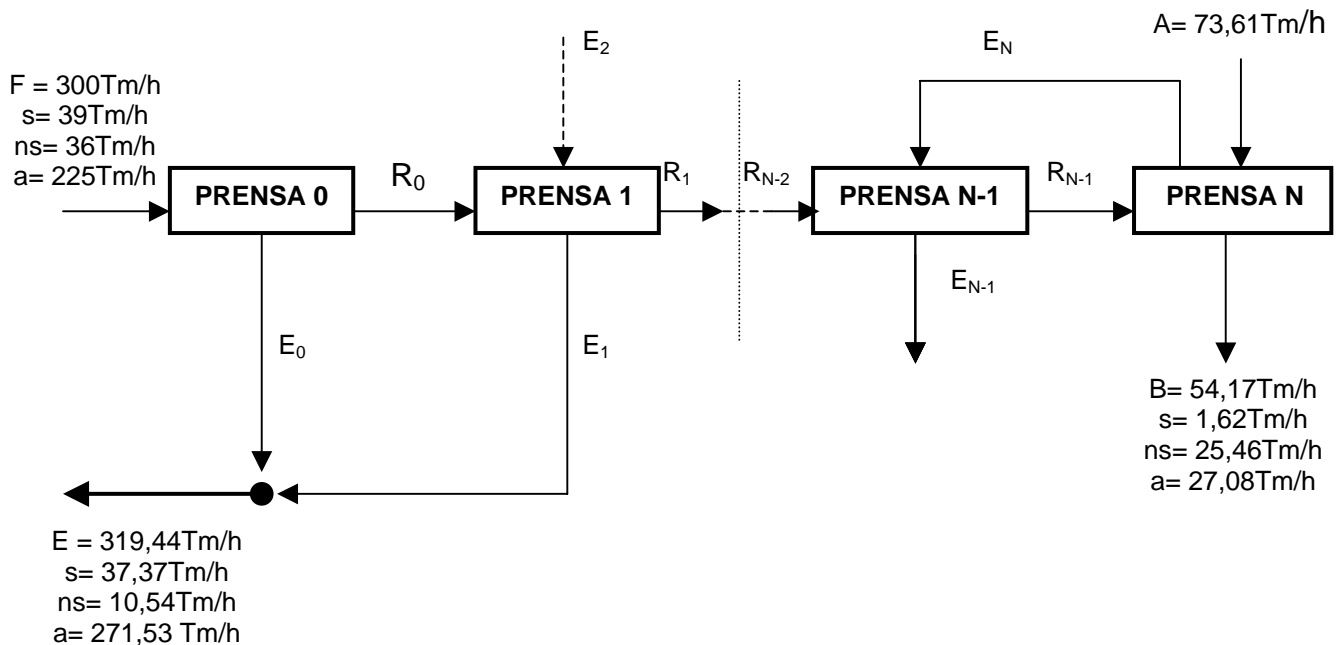 F = 300Tm/h
s= 39Tm/h
ns= 36Tm/h
a= 225Tm/h
PRENSA 0
R0
E2
PRENSA 1
R1
RN-2
EN
PRENSA N-1
RN-1
A= 73,61Tm/h
PRENSA N
E0
E1
EN-1
B= 54,17Tm/h
s= 1,62Tm/h
ns= 25,46Tm/h
a= 27,08Tm/h
E = 319,44Tm/h
s= 37,37Tm/h
ns= 10,54Tm/h
a= 271,53 Tm/h